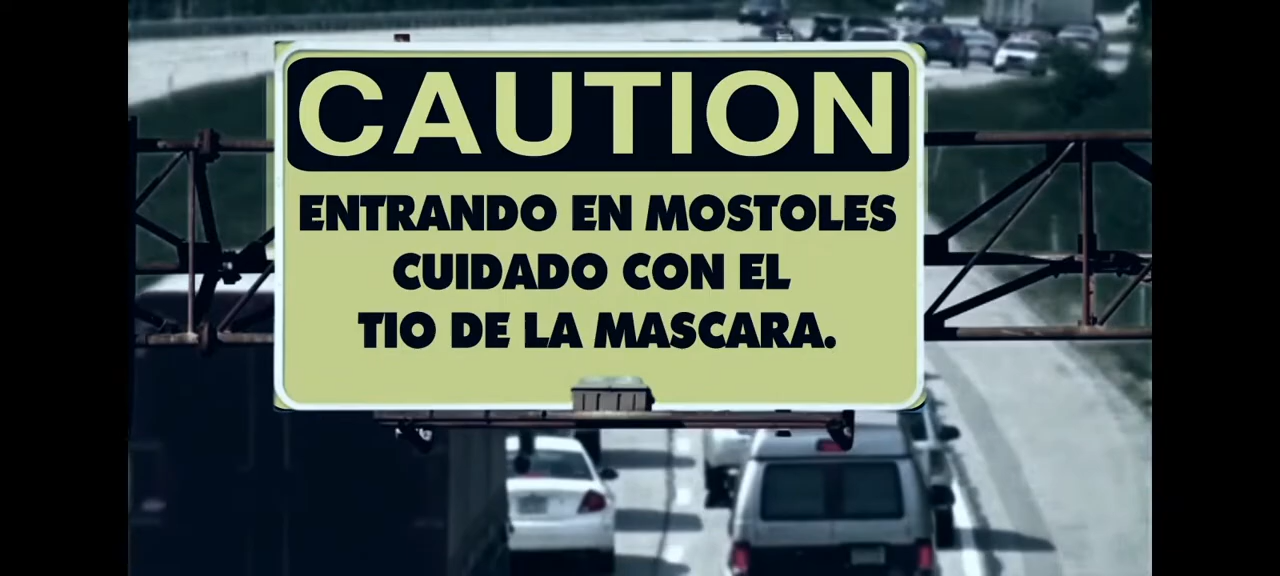 CAUTION
ENTRANDO EN MOSTOLES
CUIDADO CON EL
TIO DE LA MASCARA.